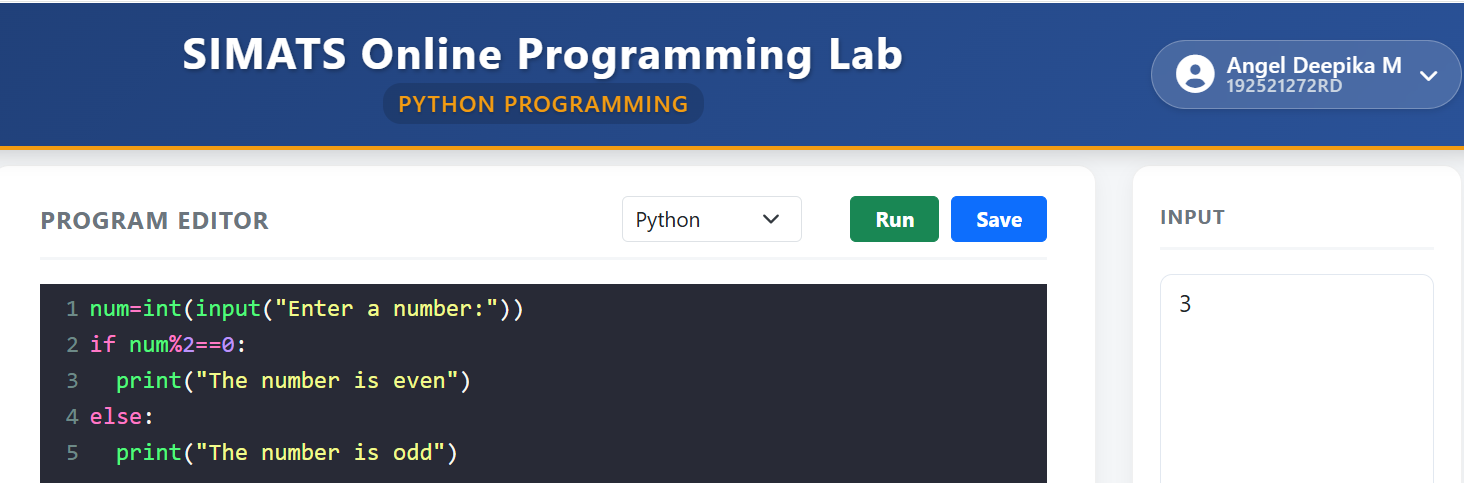 SIMATS Online Programming Lab
PYTHON PROGRAMMING
Angel Deepika M
192521272RD
PROGRAM EDITOR
Python
Run
Save
1 num=int(input("Enter a number:"))
2 if num%2==0:
3   print("The number is even")
4 else:
5   print("The number is odd")
INPUT
3